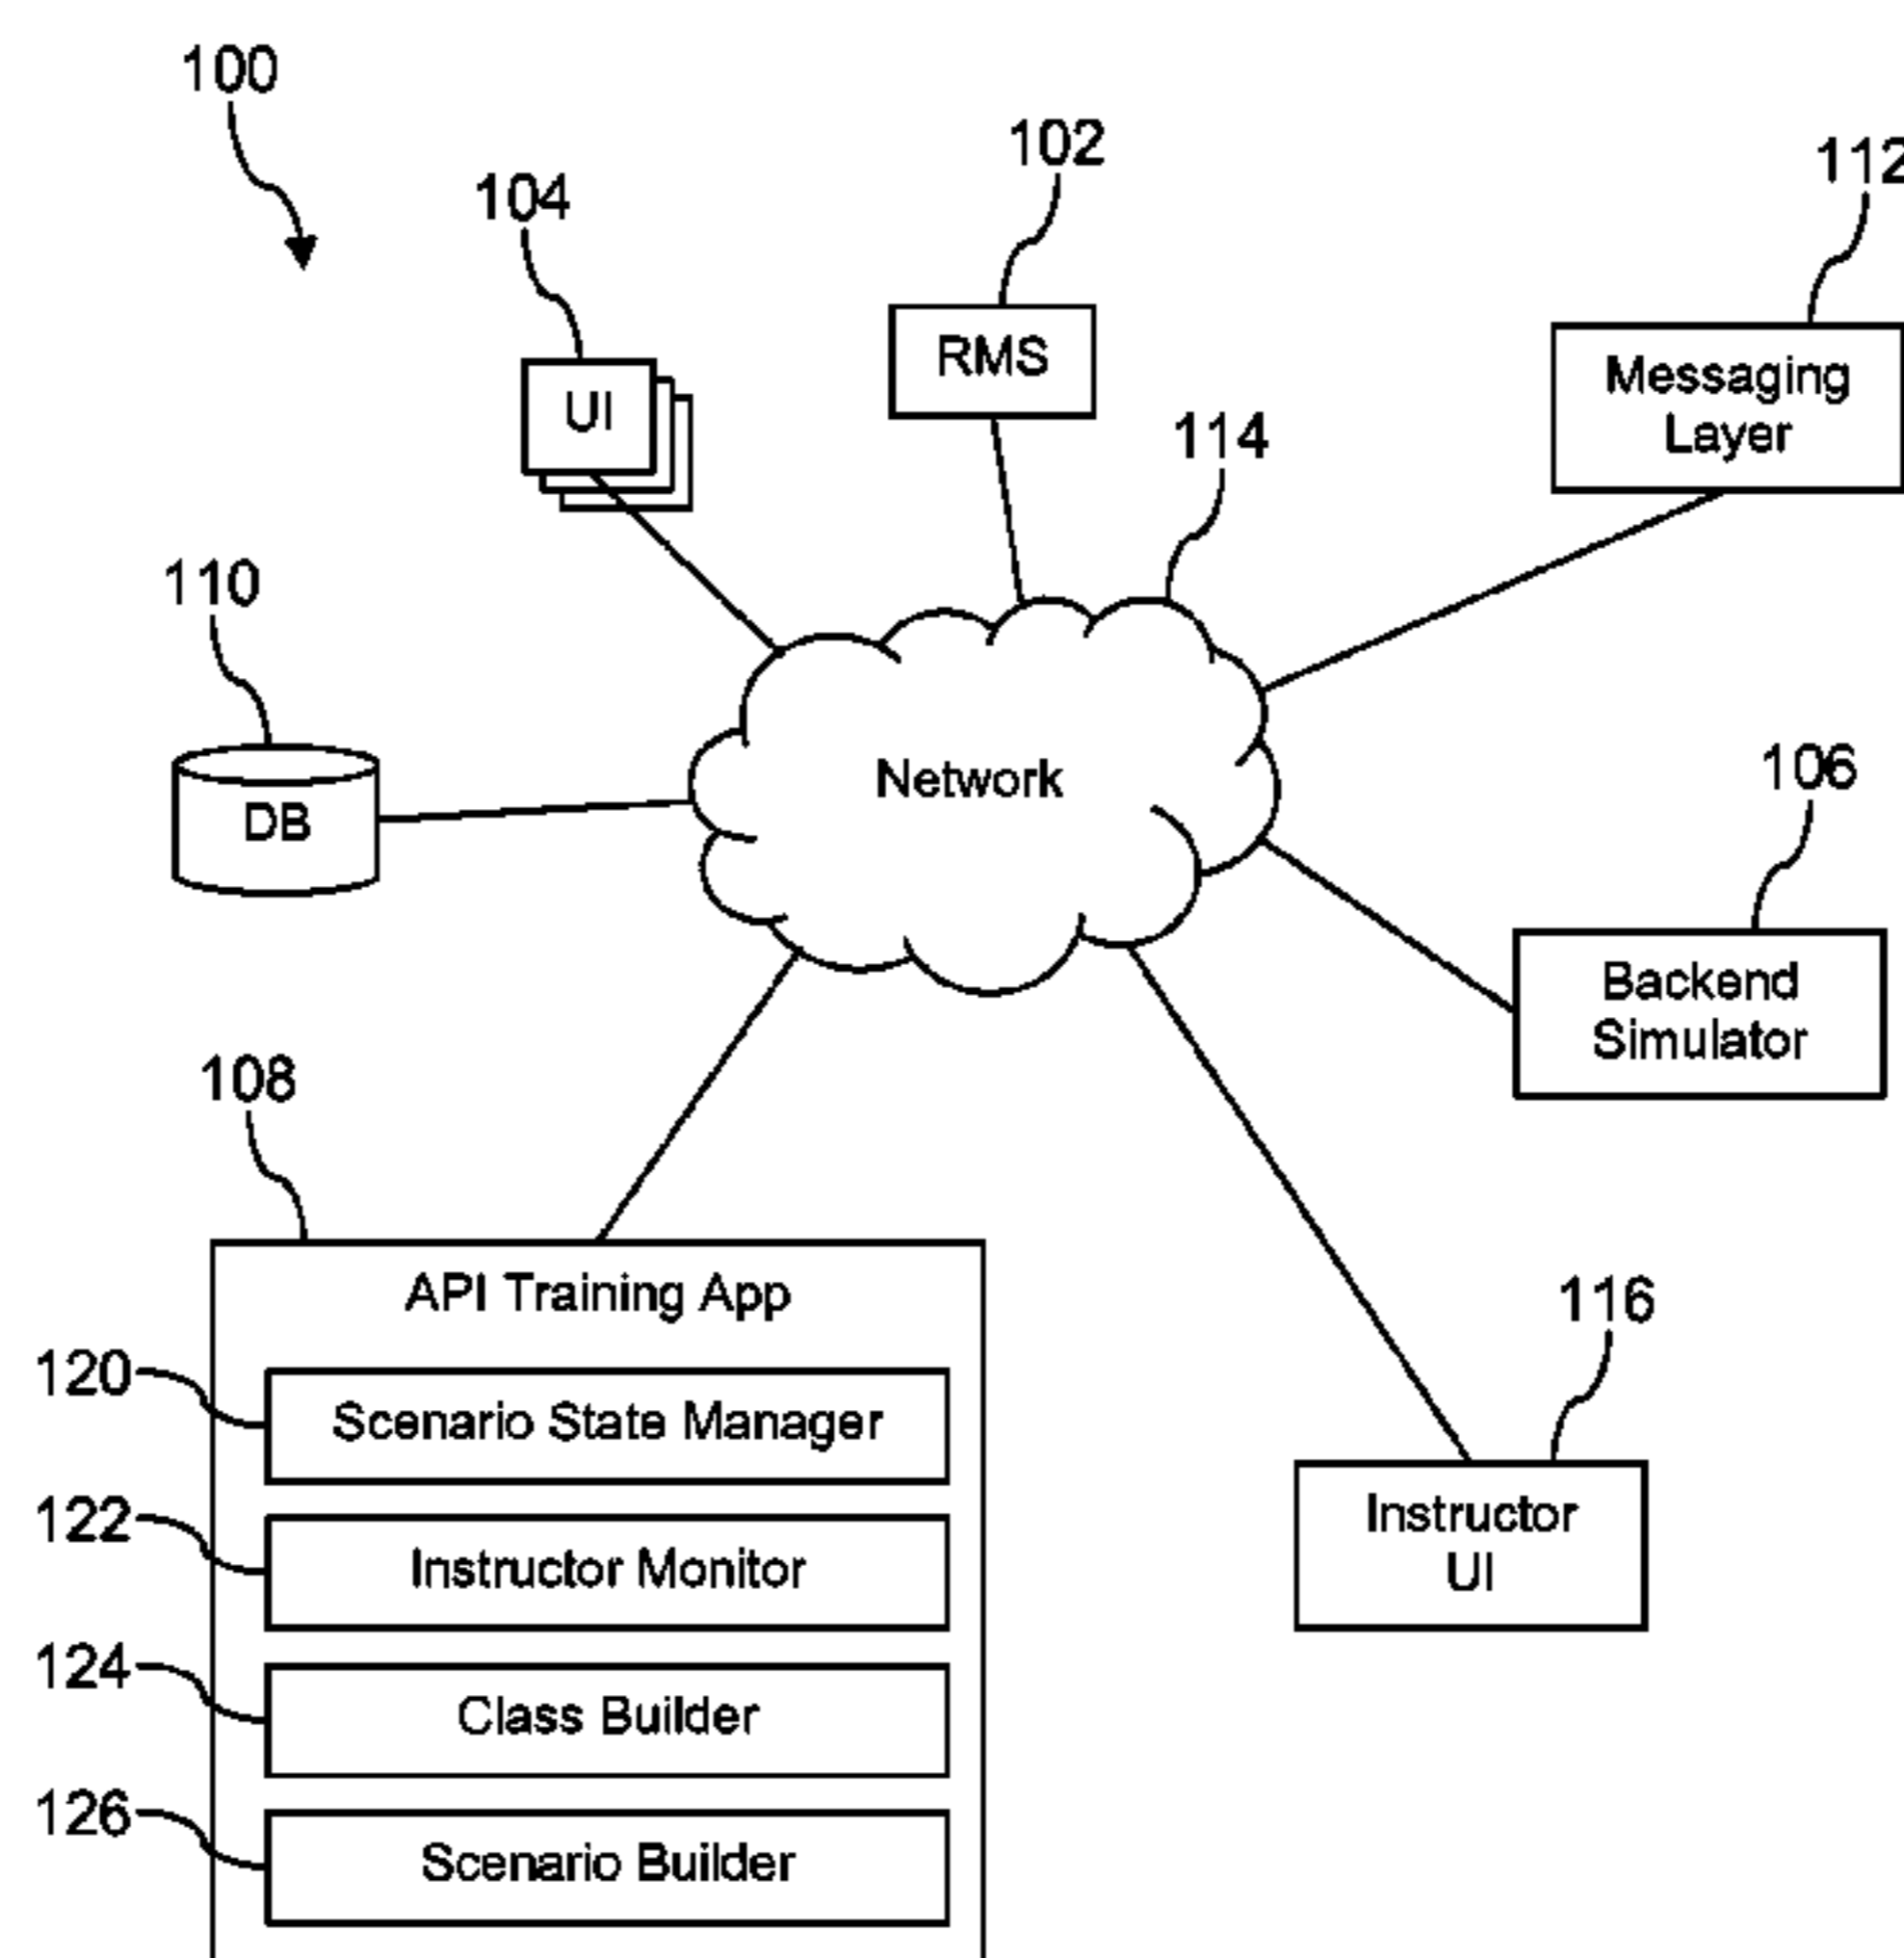 100
102
112
104
RMS
Messaging
Layer
UI
114
110
Network
106
DB
Backend
Simulator
108
API Training App
116
120
Scenario State Manager
122
Instructor Monitor
Instructor
UI
124
Class Builder
126
Scenario Builder